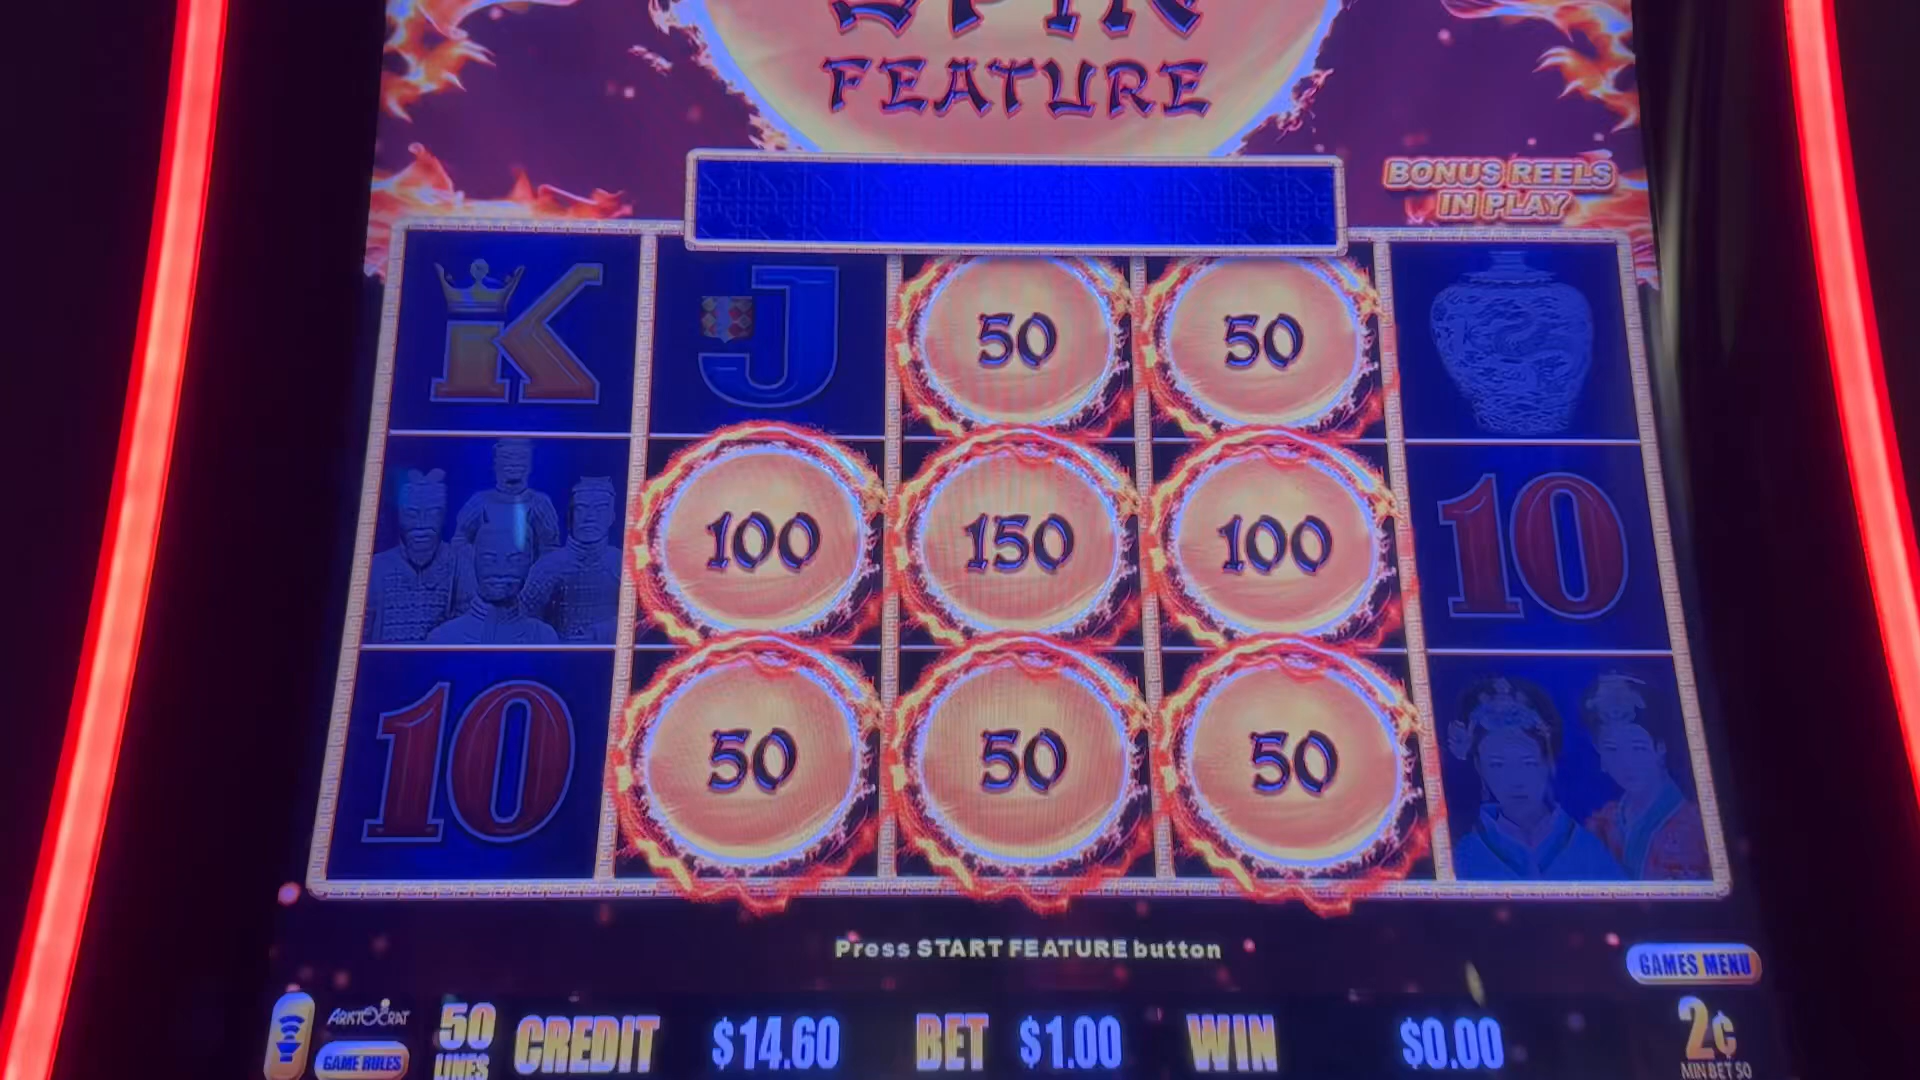 SPIN
FEATURE
BONUS REELS
IN PLAY
K
J
50
50
100
150
100
10
10
50
50
50
Press START FEATURE button
GAMES MENU
ARISTOCRAT
GAME RULES
50
LINES
CREDIT $14.60
BET $1.00
WIN $0.00
2¢
MIN BET 50